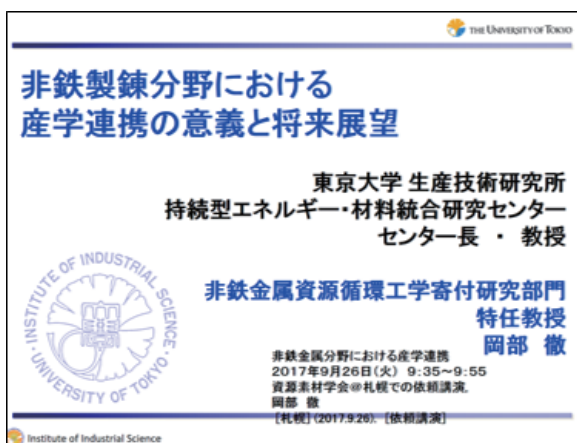 THE UNIVERSITY OF TOKYO
非鉄製錬分野における
産学連携の意義と将来展望
東京大学 生産技術研究所
持続型エネルギー・材料統合研究センター
センター長 ・ 教授
非鉄金属資源循環工学寄付研究部門
特任教授
岡部 徹
非鉄金属分野における産学連携
2017年9月26日(火) 9:35~9:55
資源素材学会@札幌での依頼講演,
岡部 徹
[札幌] (2017.9.26). [依頼講演]
INSTITUTE OF INDUSTRIAL SCIENCE
UNIVERSITY OF TOKYO
Institute of Industrial Science